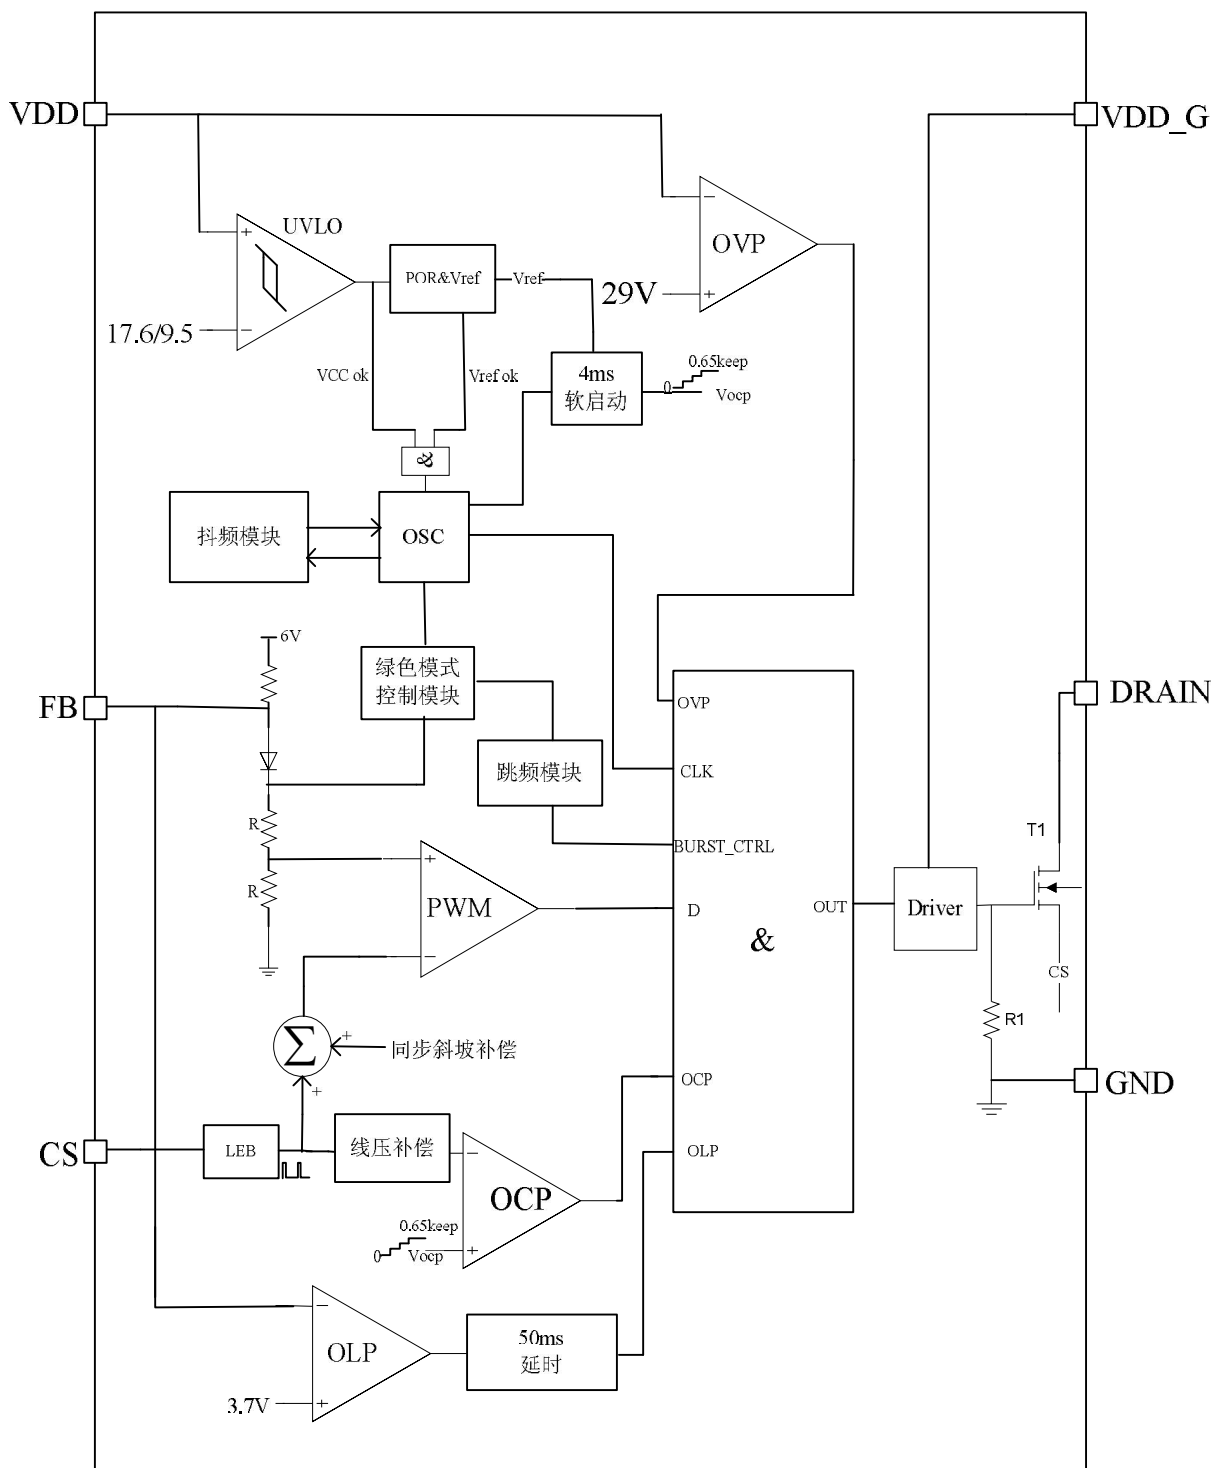 VDD
VDD_G
UVLO
+
−
17.6/9.5
POR&Vref
Vref
VCC ok
Vref ok
−
OVP
29V
+
4ms
软启动
0.65keep
0
Vocp
&
抖频模块
OSC
6V
绿色模式
控制模块
FB
DRAIN
OVP
跳频模块
CLK
R
BURST_CTRL
T1
+
R
PWM
−
D
OUT
Driver
&
CS
R1
Σ
+
同步斜坡补偿
+
OCP
GND
CS
LEB
线压补偿
−
OLP
OCP
0.65keep
0
Vocp
+
−
OLP
50ms
延时
3.7V
+